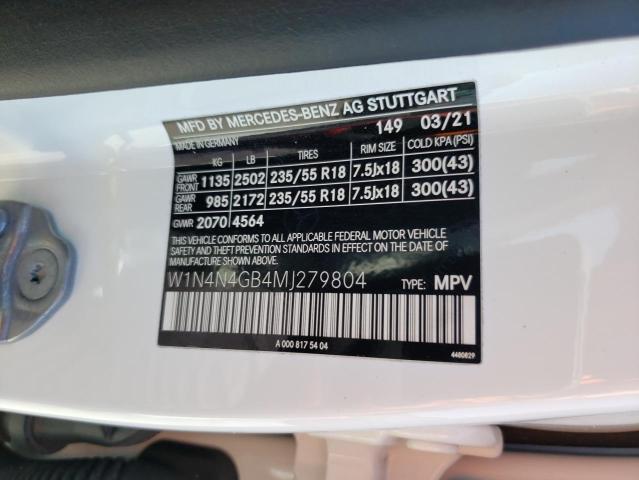 MFD BY MERCEDES-BENZ AG STUTTGART
MADE IN GERMANY 149 03/21
KG LB TIRES RIM SIZE COLD KPA (PSI)
GAWR FRONT 1135 2502 235/55 R18 7.5Jx18 300(43)
GAWR REAR 985 2172 235/55 R18 7.5Jx18 300(43)
GVWR 2070 4564
THIS VEHICLE CONFORMS TO ALL APPLICABLE FEDERAL MOTOR VEHICLE
SAFETY AND THEFT PREVENTION STANDARDS IN EFFECT ON THE DATE OF
MANUFACTURE SHOWN ABOVE.
W1N4N4GB4MJ279804 TYPE: MPV
A 000 817 54 04 4480829